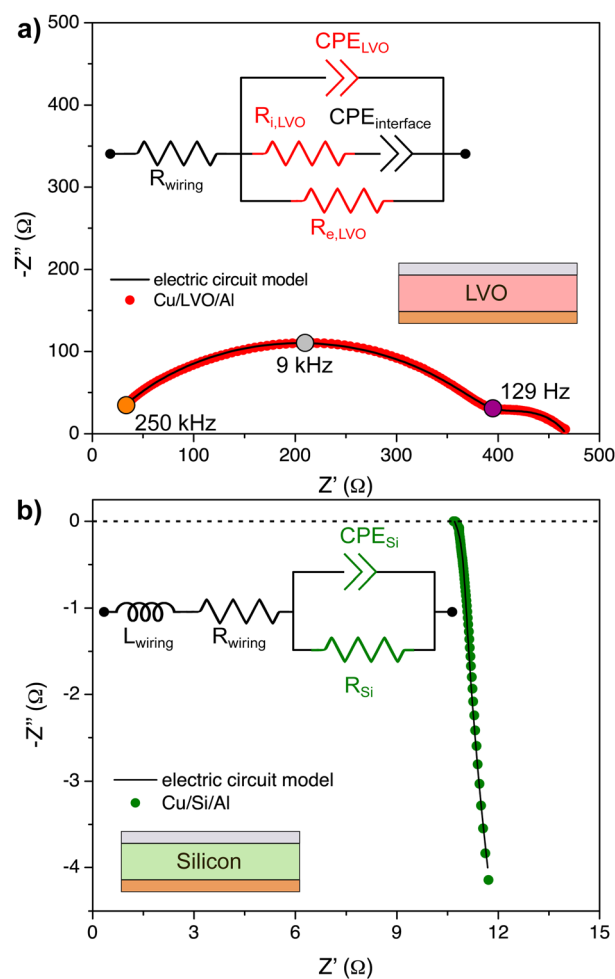 a)
500
400
300
200
100
0
-Z'' (Ω)
CPE_LVO
R_i,LVO
CPE_interface
R_wiring
R_e,LVO
electric circuit model
Cu/LVO/Al
LVO
250 kHz
9 kHz
129 Hz
0 100 200 300 400 500
Z' (Ω)
b)
0
-1
-2
-3
-4
-Z'' (Ω)
CPE_Si
L_wiring
R_wiring
R_Si
electric circuit model
Cu/Si/Al
Silicon
0 3 6 9 12 15
Z' (Ω)